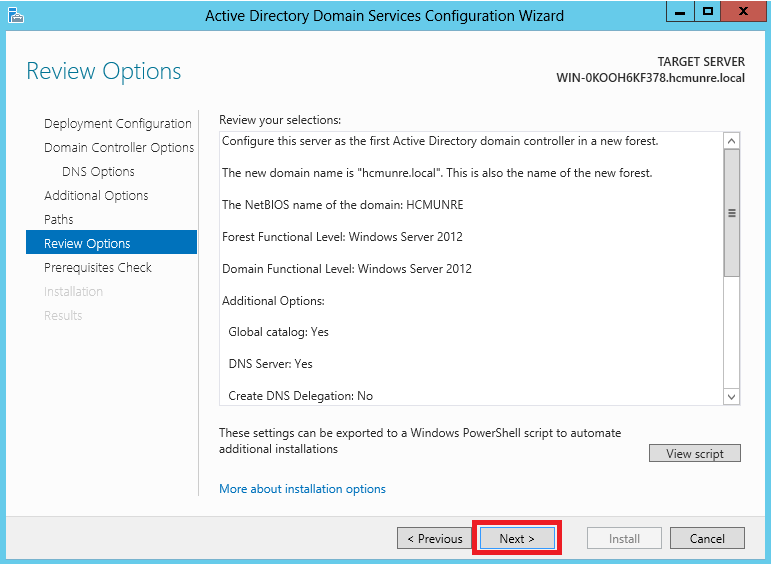 Active Directory Domain Services Configuration Wizard
Review Options
TARGET SERVER
WIN-0KOOH6KF378.hcmunre.local
Deployment Configuration
Domain Controller Options
DNS Options
Additional Options
Paths
Review Options
Prerequisites Check
Installation
Results
Review your selections:
Configure this server as the first Active Directory domain controller in a new forest.
The new domain name is "hcmunre.local". This is also the name of the new forest.
The NetBIOS name of the domain: HCMUNRE
Forest Functional Level: Windows Server 2012
Domain Functional Level: Windows Server 2012
Additional Options:
Global catalog: Yes
DNS Server: Yes
Create DNS Delegation: No
These settings can be exported to a Windows PowerShell script to automate
additional installations
View script
More about installation options
< Previous
Next >
Install
Cancel